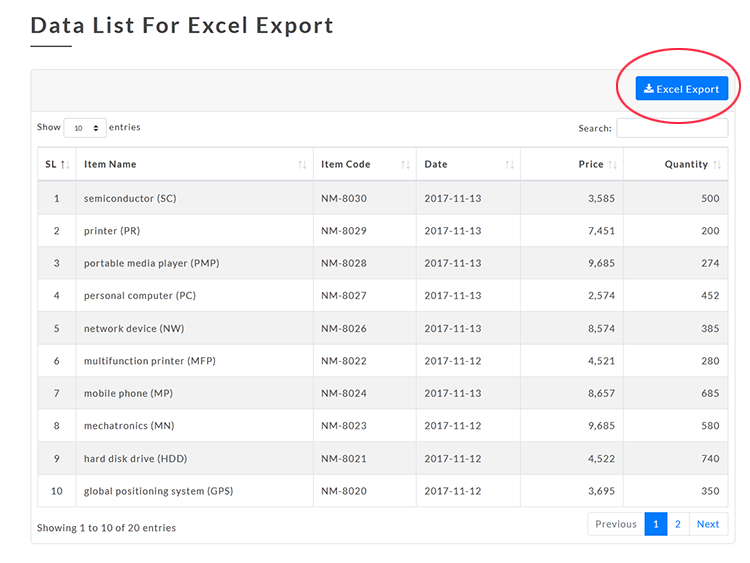 Data List For Excel Export
Excel Export
Show 10 entries Search:
SL Item Name Item Code Date Price Quantity
1 semiconductor (SC) NM-8030 2017-11-13 3,585 500
2 printer (PR) NM-8029 2017-11-13 7,451 200
3 portable media player (PMP) NM-8028 2017-11-13 9,685 274
4 personal computer (PC) NM-8027 2017-11-13 2,574 452
5 network device (NW) NM-8026 2017-11-13 8,574 385
6 multifunction printer (MFP) NM-8022 2017-11-12 4,521 280
7 mobile phone (MP) NM-8024 2017-11-13 8,657 685
8 mechatronics (MN) NM-8023 2017-11-12 9,685 580
9 hard disk drive (HDD) NM-8021 2017-11-12 4,522 740
10 global positioning system (GPS) NM-8020 2017-11-12 3,695 350
Showing 1 to 10 of 20 entries Previous 1 2 Next